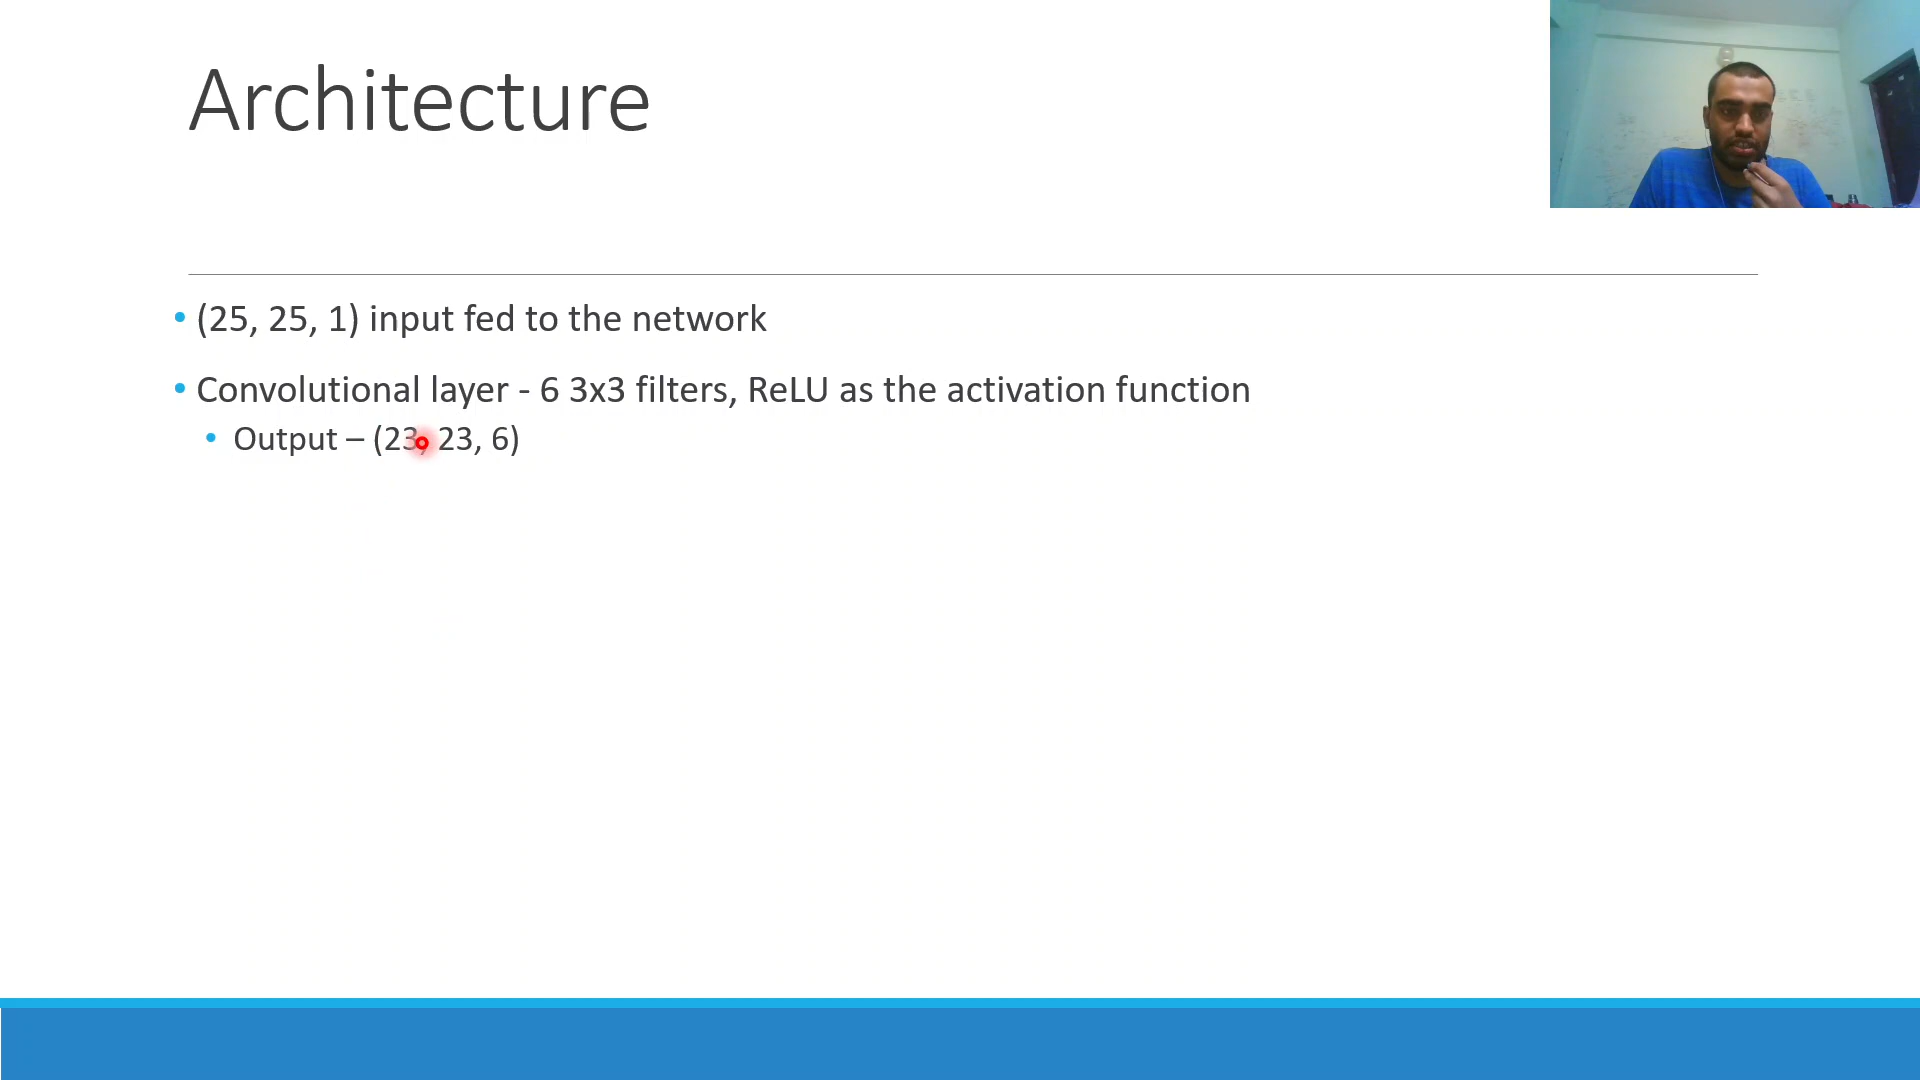 Architecture
• (25, 25, 1) input fed to the network
• Convolutional layer - 6 3x3 filters, ReLU as the activation function
• Output – (23, 23, 6)